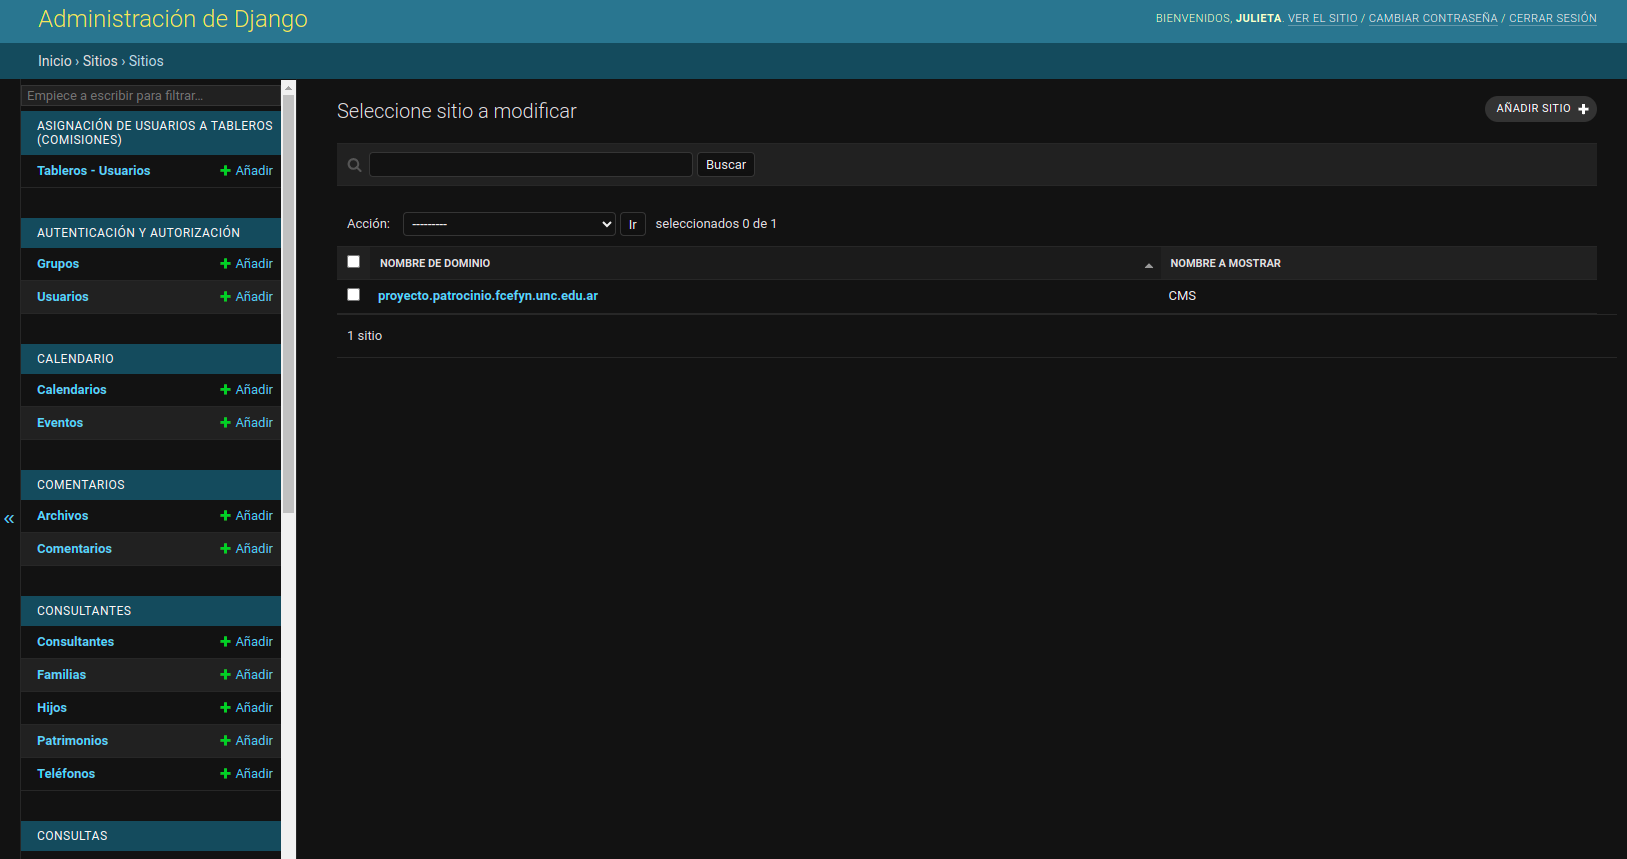 Administración de Django
BIENVENIDOS, JULIETA. VER EL SITIO / CAMBIAR CONTRASEÑA / CERRAR SESIÓN
Inicio › Sitios › Sitios
Empiece a escribir para filtrar...
ASIGNACIÓN DE USUARIOS A TABLEROS
(COMISIONES)
Tableros - Usuarios Añadir
AUTENTICACIÓN Y AUTORIZACIÓN
Grupos Añadir
Usuarios Añadir
CALENDARIO
Calendarios Añadir
Eventos Añadir
COMENTARIOS
Archivos Añadir
Comentarios Añadir
CONSULTANTES
Consultantes Añadir
Familias Añadir
Hijos Añadir
Patrimonios Añadir
Teléfonos Añadir
CONSULTAS
«
Seleccione sitio a modificar
AÑADIR SITIO
Buscar
Acción: --------- Ir seleccionados 0 de 1
NOMBRE DE DOMINIO NOMBRE A MOSTRAR
proyecto.patrocinio.fcefyn.unc.edu.ar CMS
1 sitio